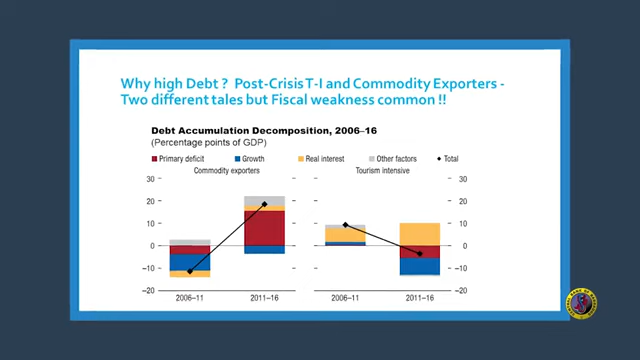 Why high Debt ? Post-Crisis T-I and Commodity Exporters -
Two different tales but Fiscal weakness common !!
Debt Accumulation Decomposition, 2006–16
(Percentage points of GDP)
Primary deficit Growth Real interest Other factors Total
Commodity exporters Tourism intensive
30 30
20 20
10 10
0 0
−10 −10
−20 −20
2006–11 2011–16 2006–11 2011–16